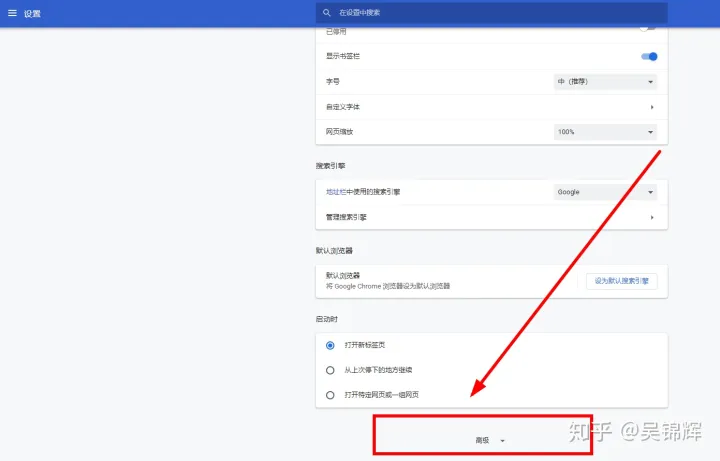 设置
在设置中搜索
已停用
显示书签栏
字号
中（推荐）
自定义字体
网页缩放
100%
搜索引擎
地址栏中使用的搜索引擎
Google
管理搜索引擎
默认浏览器
默认浏览器
将 Google Chrome 浏览器设为默认浏览器
设为默认搜索引擎
启动时
打开新标签页
从上次停下的地方继续
打开特定网页或一组网页
高级
知乎 @吴锦辉